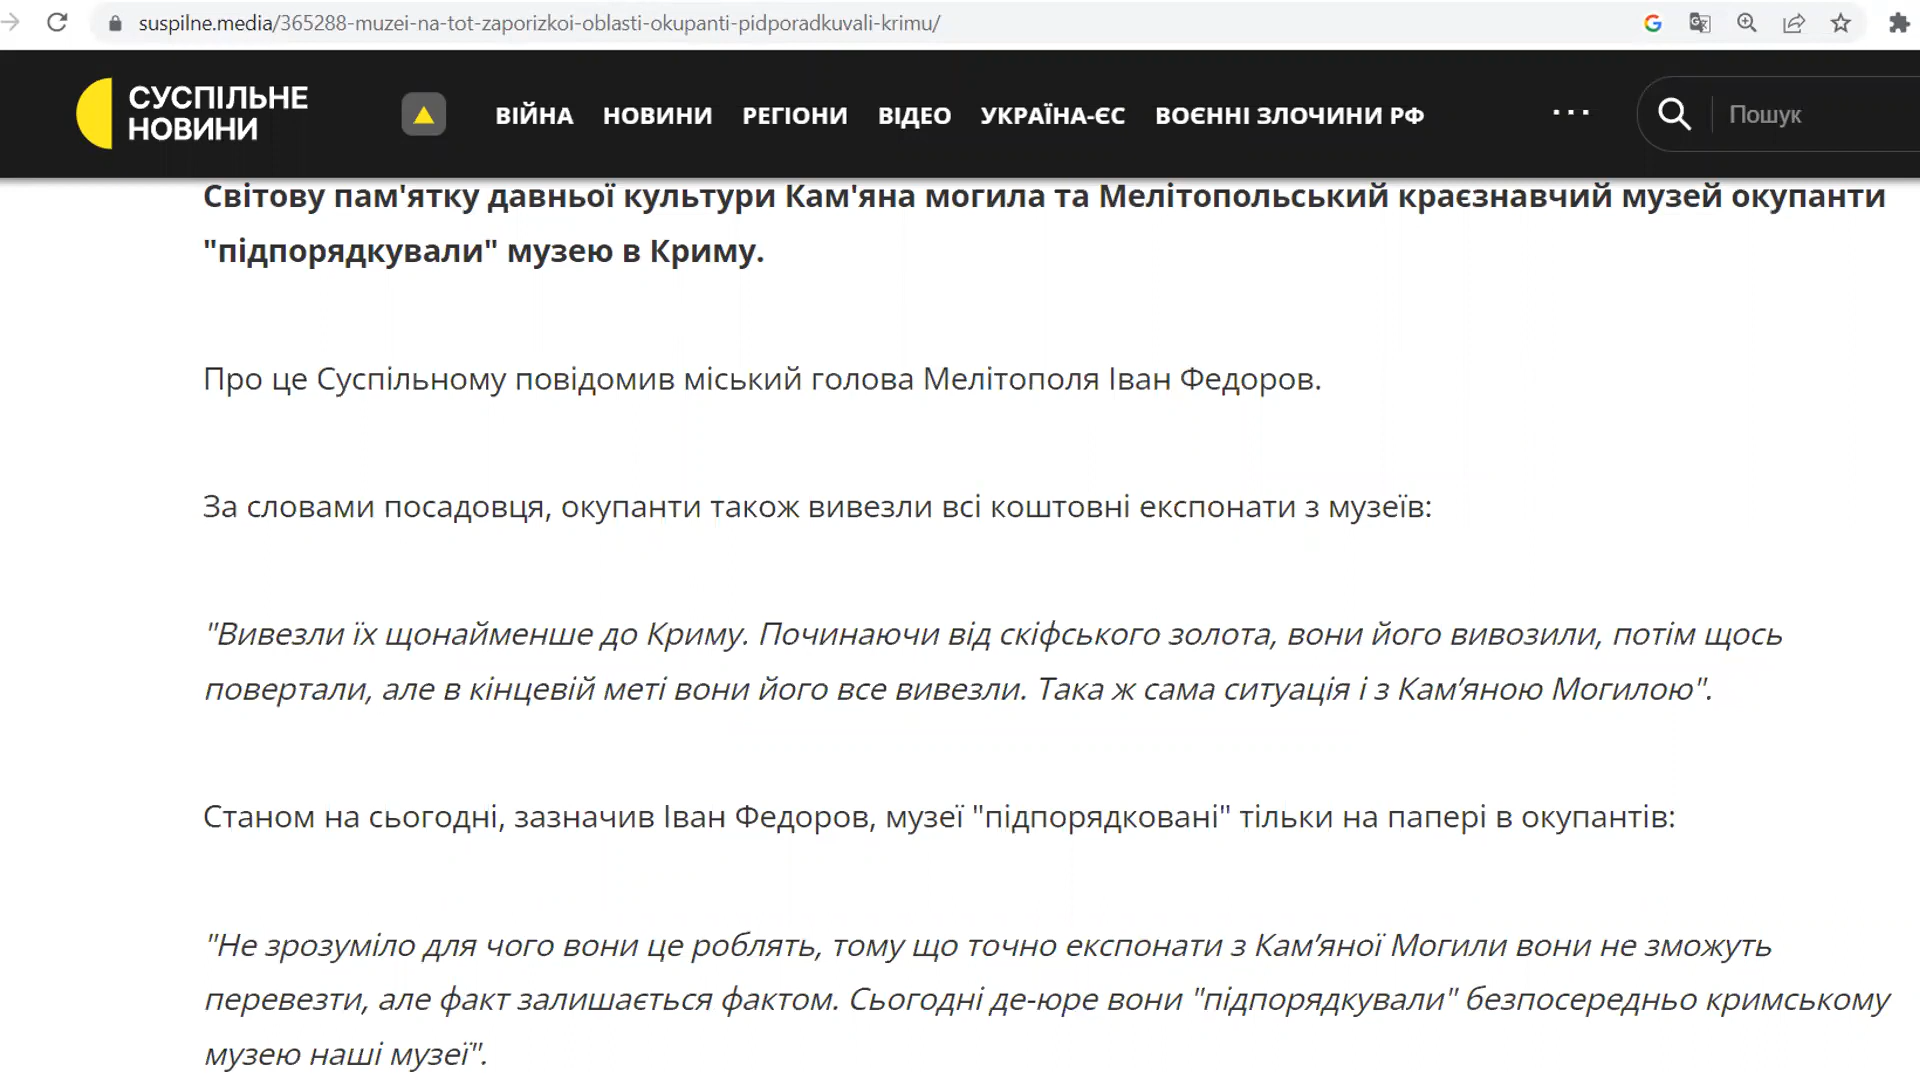 suspilne.media/365288-muzei-na-tot-zaporizkoi-oblasti-okupanti-pidporadkuvali-krimu/
СУСПІЛЬНЕ
НОВИНИ
ВІЙНА НОВИНИ РЕГІОНИ ВІДЕО УКРАЇНА-ЄС ВОЄННІ ЗЛОЧИНИ РФ ... Пошук
Світову пам'ятку давньої культури Кам'яна могила та Мелітопольський краєзнавчий музей окупанти
"підпорядкували" музею в Криму.
Про це Суспільному повідомив міський голова Мелітополя Іван Федоров.
За словами посадовця, окупанти також вивезли всі коштовні експонати з музеїв:
"Вивезли їх щонайменше до Криму. Починаючи від скіфського золота, вони його вивозили, потім щось
повертали, але в кінцевій меті вони його все вивезли. Така ж сама ситуація і з Кам’яною Могилою".
Станом на сьогодні, зазначив Іван Федоров, музеї "підпорядковані" тільки на папері в окупантів:
"Не зрозуміло для чого вони це роблять, тому що точно експонати з Кам’яної Могили вони не зможуть
перевезти, але факт залишається фактом. Сьогодні де-юре вони "підпорядкували" безпосередньо кримському
музею наші музеї".